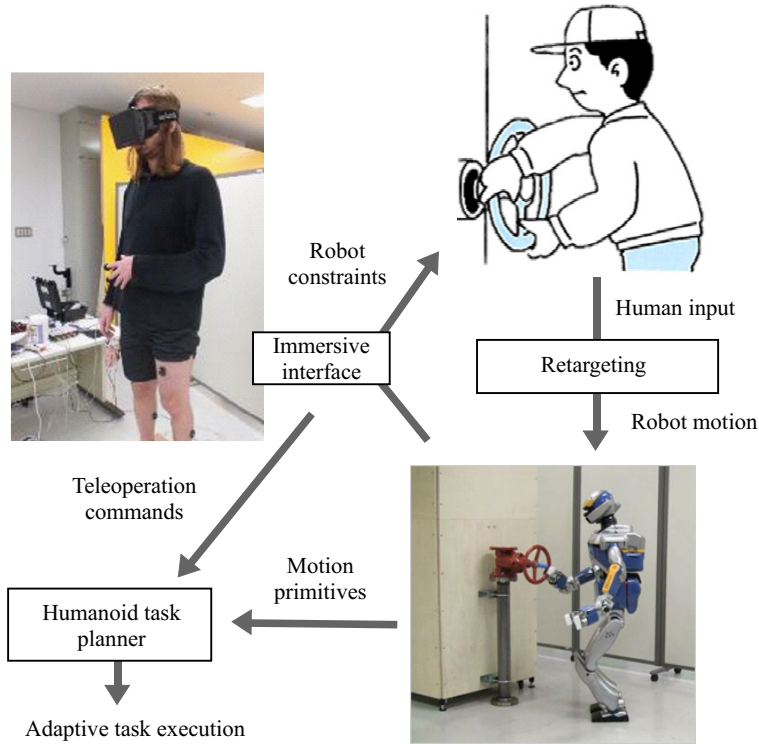 Robot
constraints
Human input
Immersive
interface
Retargeting
Robot motion
Teleoperation
commands
Motion
primitives
Humanoid task
planner
Adaptive task execution